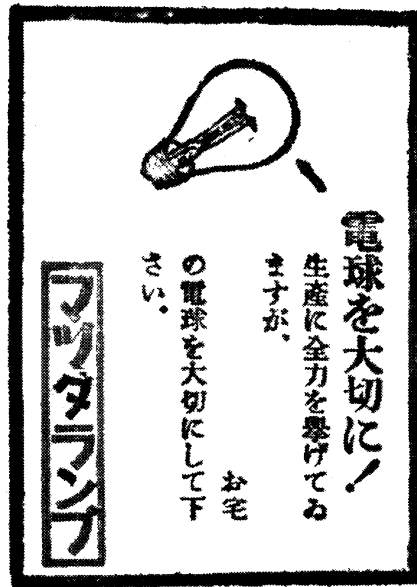 電球を大切に!
生産に全力を擧げてゐ
ますが、
お宅
の電球を大切にして下
さい。
マツダランプ